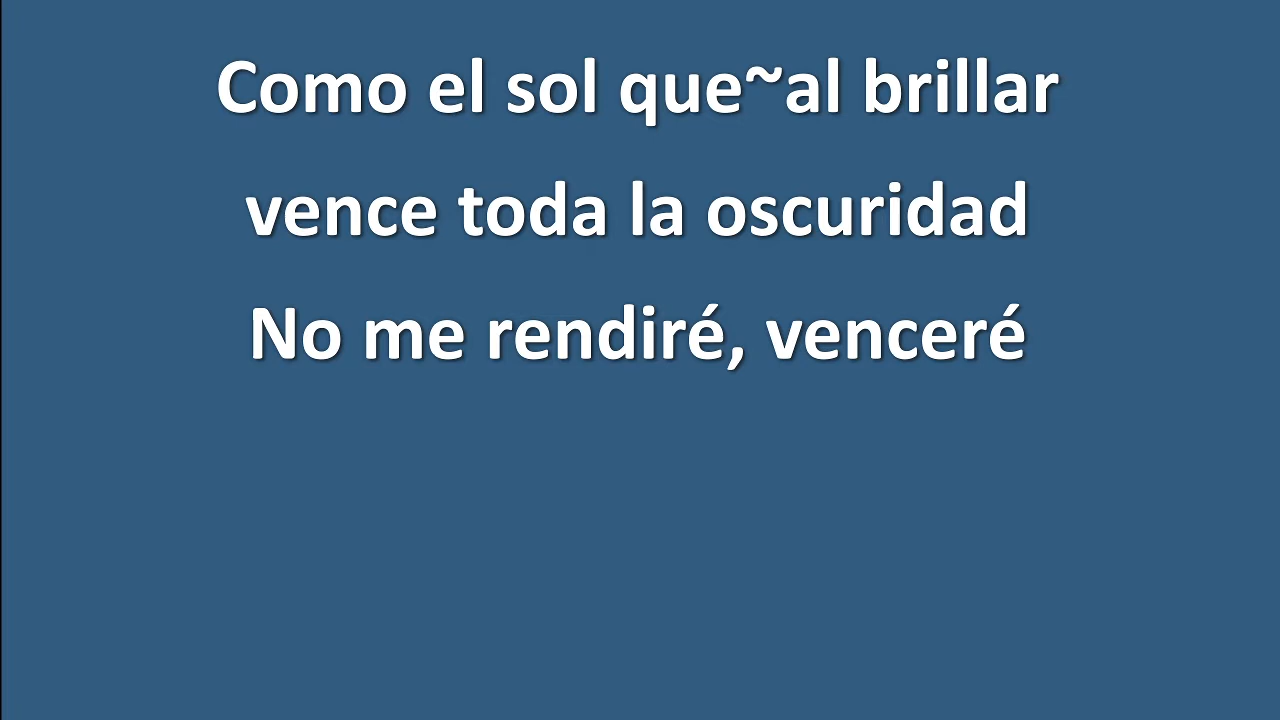 Como el sol que~al brillar
vence toda la oscuridad
No me rendiré, venceré